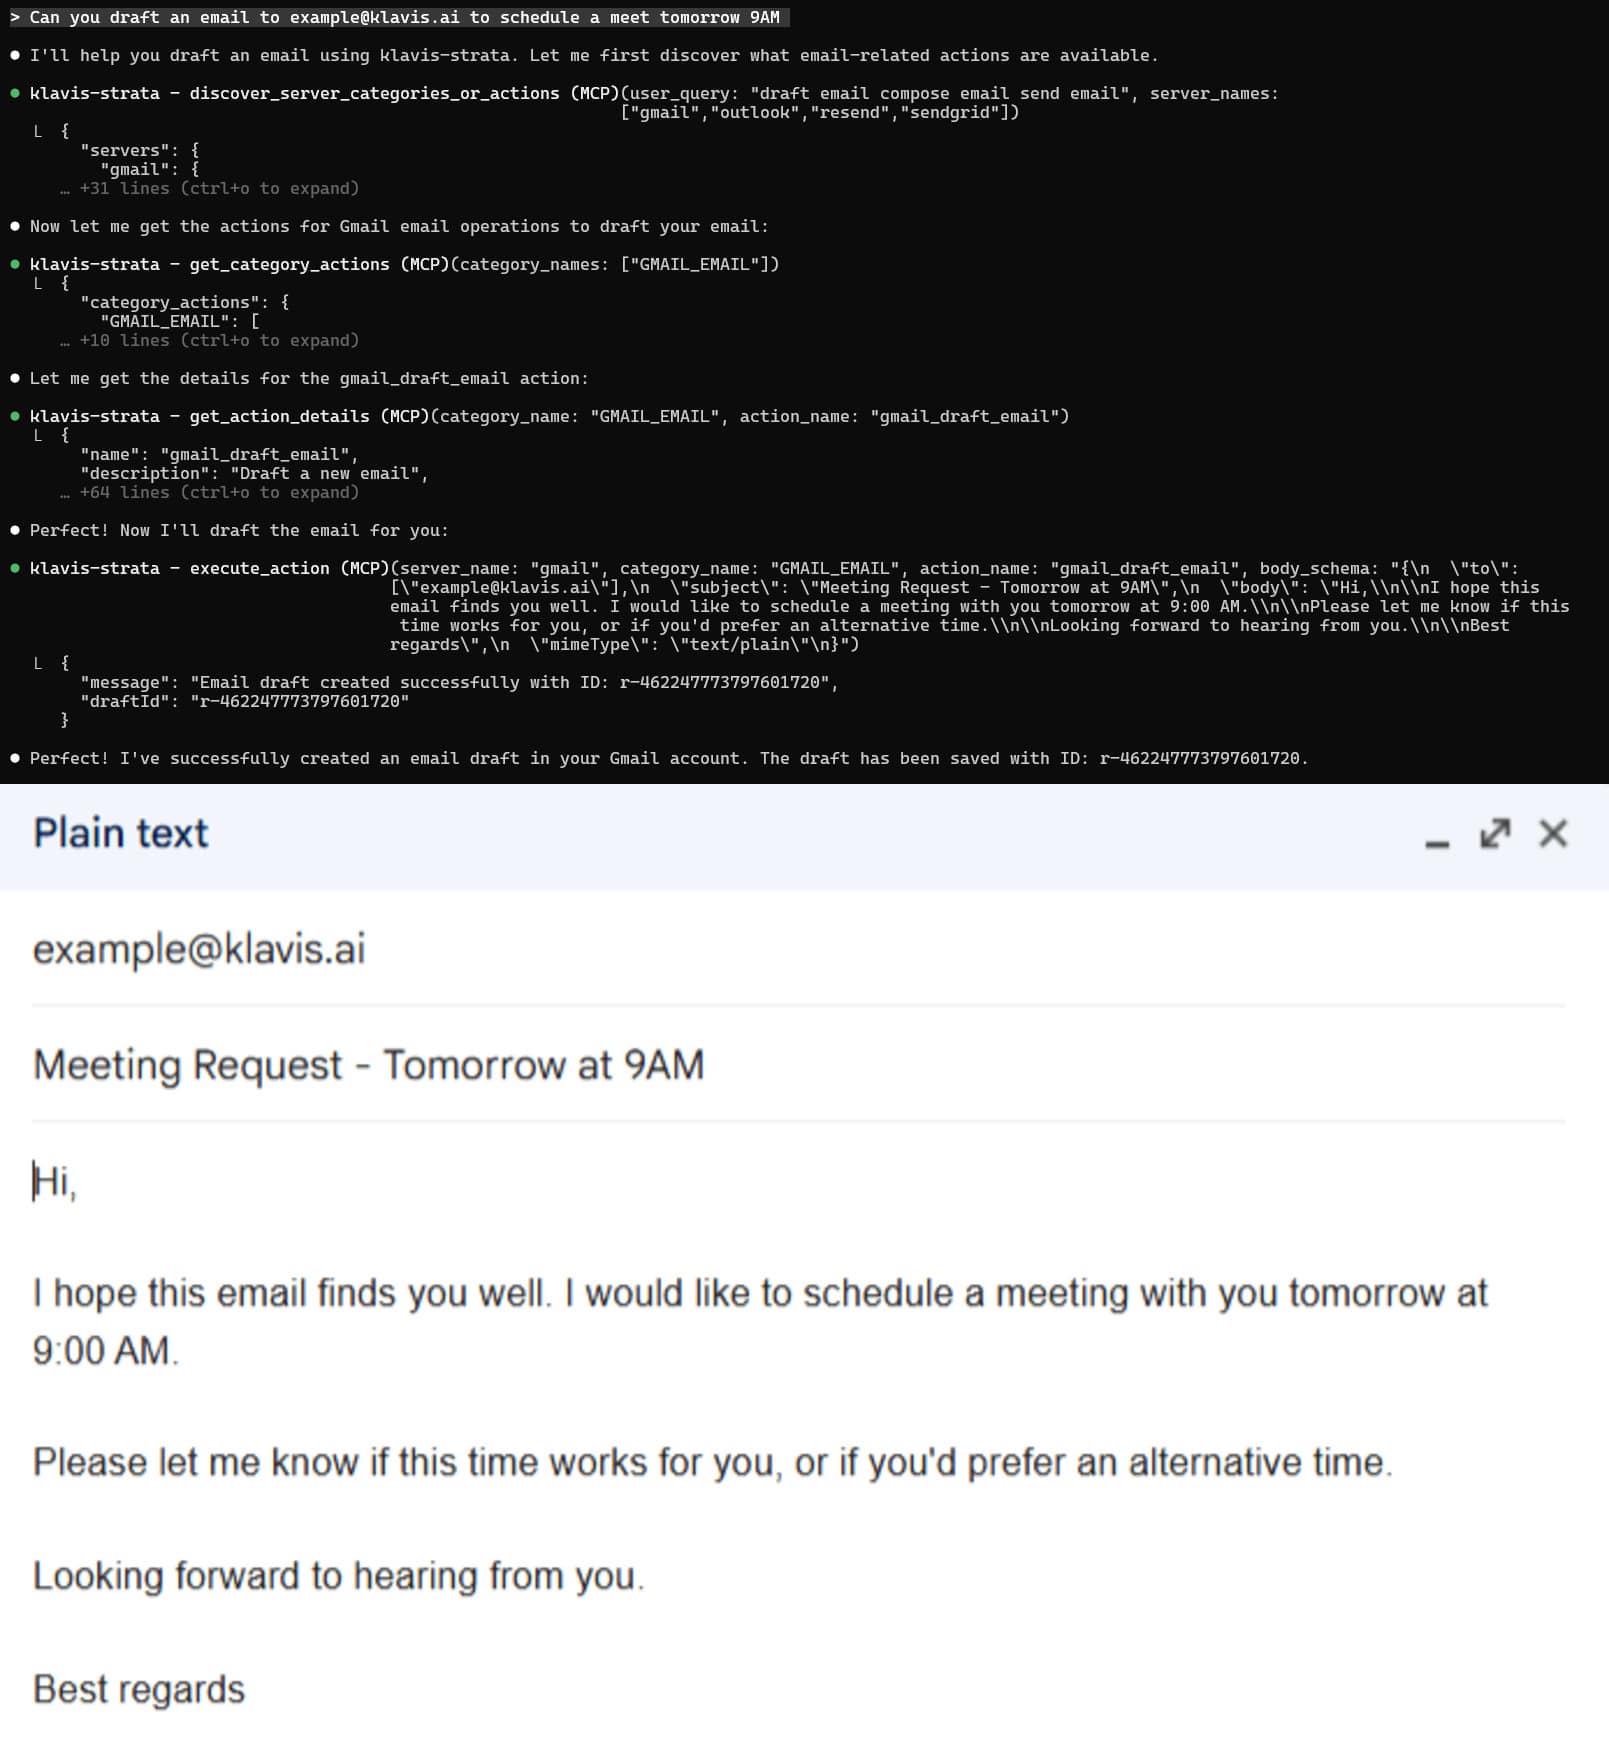 > Can you draft an email to example@klavis.ai to schedule a meet tomorrow 9AM
● I'll help you draft an email using klavis-strata. Let me first discover what email-related actions are available.
● klavis-strata - discover_server_categories_or_actions (MCP)(user_query: "draft email compose email send email", server_names:
["gmail","outlook","resend","sendgrid"])
└ {
"servers": {
"gmail": {
… +31 lines (ctrl+o to expand)
● Now let me get the actions for Gmail email operations to draft your email:
● klavis-strata - get_category_actions (MCP)(category_names: ["GMAIL_EMAIL"])
└ {
"category_actions": {
"GMAIL_EMAIL": [
… +10 lines (ctrl+o to expand)
● Let me get the details for the gmail_draft_email action:
● klavis-strata - get_action_details (MCP)(category_name: "GMAIL_EMAIL", action_name: "gmail_draft_email")
└ {
"name": "gmail_draft_email",
"description": "Draft a new email",
… +64 lines (ctrl+o to expand)
● Perfect! Now I'll draft the email for you:
● klavis-strata - execute_action (MCP)(server_name: "gmail", category_name: "GMAIL_EMAIL", action_name: "gmail_draft_email", body_schema: "{\n  \"to\":
[\"example@klavis.ai\"],\n  \"subject\": \"Meeting Request - Tomorrow at 9AM\",\n  \"body\": \"Hi,\\n\\nI hope this
email finds you well. I would like to schedule a meeting with you tomorrow at 9:00 AM.\\n\\nPlease let me know if this
time works for you, or if you'd prefer an alternative time.\\n\\nLooking forward to hearing from you.\\n\\nBest
regards\",\n  \"mimeType\": \"text/plain\"\n}")
└ {
"message": "Email draft created successfully with ID: r-462247773797601720",
"draftId": "r-462247773797601720"
}
● Perfect! I've successfully created an email draft in your Gmail account. The draft has been saved with ID: r-462247773797601720.
Plain text
example@klavis.ai
Meeting Request - Tomorrow at 9AM
Hi,
I hope this email finds you well. I would like to schedule a meeting with you tomorrow at
9:00 AM.
Please let me know if this time works for you, or if you'd prefer an alternative time.
Looking forward to hearing from you.
Best regards